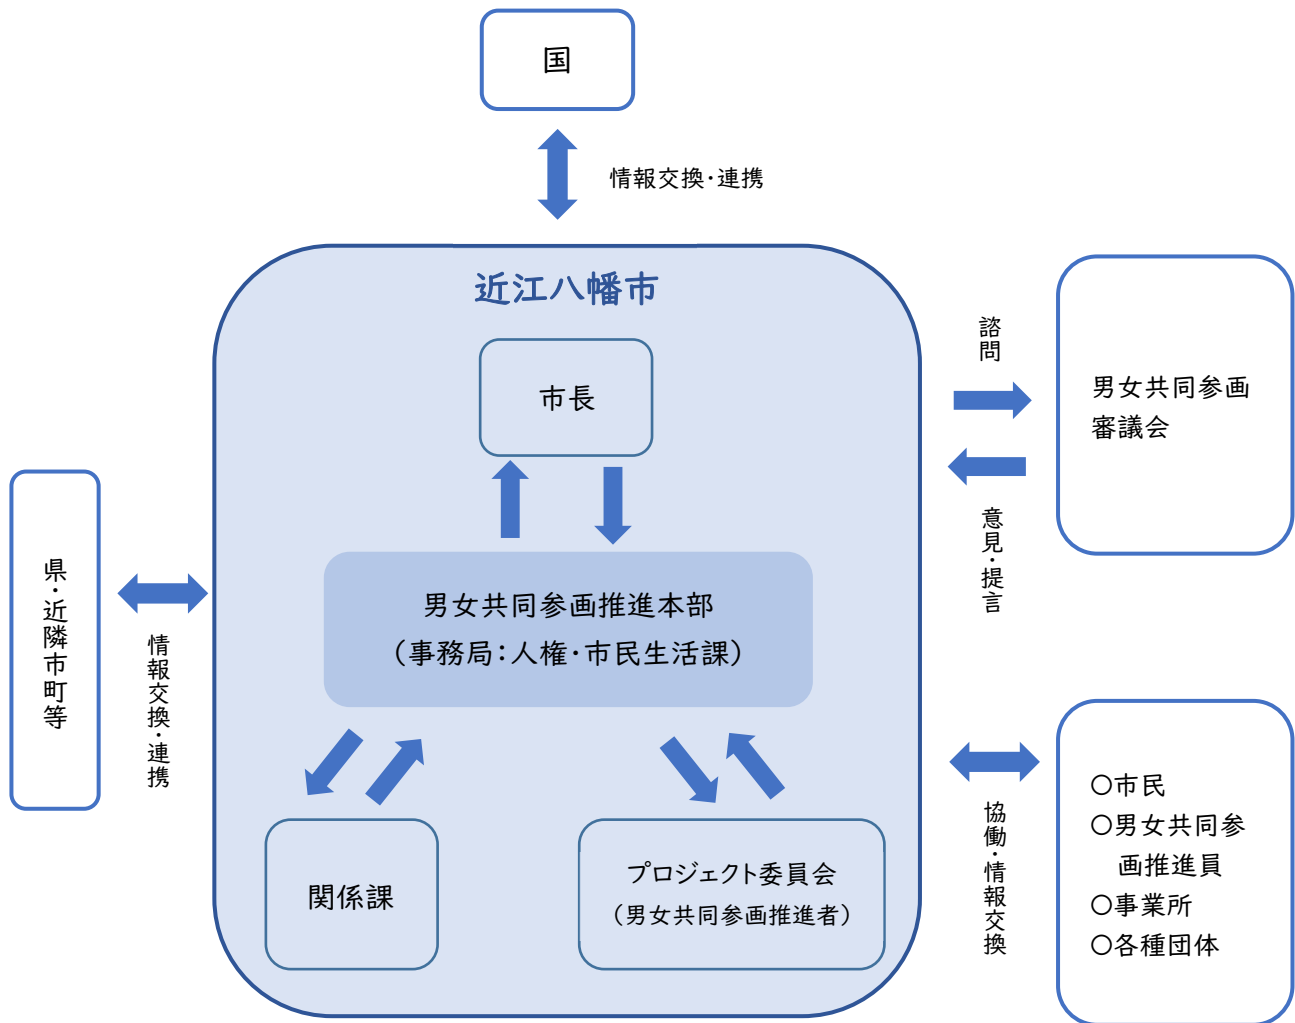 国
情報交換・連携
近江八幡市
市長
諮問
男女共同参画
審議会
意見・提言
男女共同参画推進本部
（事務局：人権・市民生活課）
県・近隣市町等
情報交換・連携
関係課
プロジェクト委員会
（男女共同参画推進者）
協働・情報交換
○市民
○男女共同参
画推進員
○事業所
○各種団体